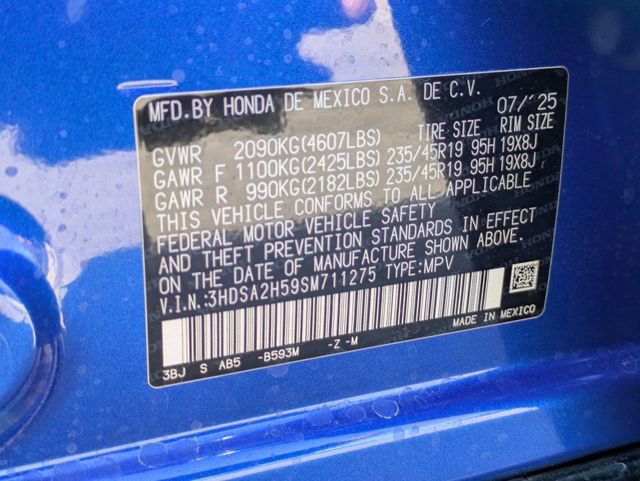 MFD.BY HONDA DE MEXICO S.A. DE C.V. 07/'25
TIRE SIZE RIM SIZE
GVWR 2090KG(4607LBS)
GAWR F 1100KG(2425LBS) 235/45R19 95H 19X8J
GAWR R 990KG(2182LBS) 235/45R19 95H 19X8J
THIS VEHICLE CONFORMS TO ALL APPLICABLE
FEDERAL MOTOR VEHICLE SAFETY
AND THEFT PREVENTION STANDARDS IN EFFECT
ON THE DATE OF MANUFACTURE SHOWN ABOVE.
V.I.N.:3HDSA2H59SM711275 TYPE:MPV
MADE IN MEXICO
3BJ S AB5 -B593M -Z -M